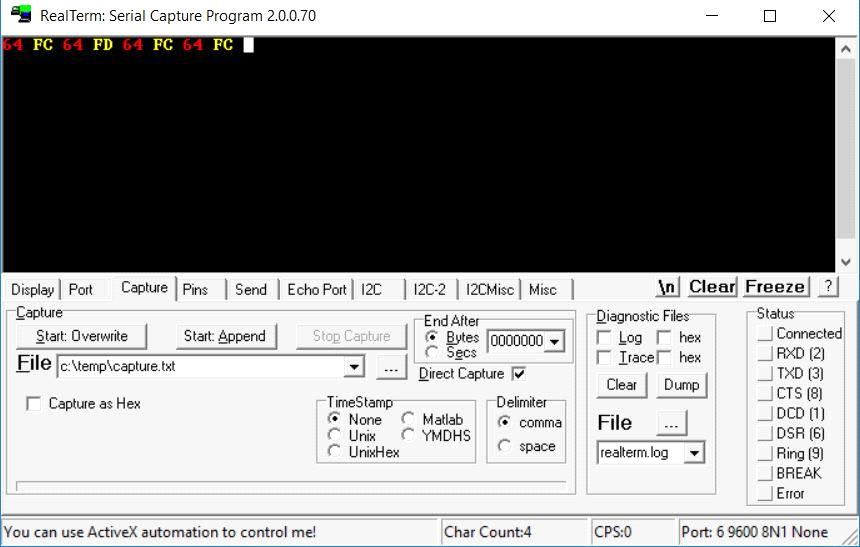 RealTerm: Serial Capture Program 2.0.0.70
64 FC 64 FD 64 FC 64 FC
Display Port Capture Pins Send Echo Port I2C I2C-2 I2CMisc Misc \n Clear Freeze ?
Capture
Start: Overwrite Start: Append Stop Capture
End After
Bytes
Secs
0000000
File c:\temp\capture.txt ...
Direct Capture
Capture as Hex
TimeStamp
None Matlab
Unix YMDHS
UnixHex
Delimiter
comma
space
Diagnostic Files
Log hex
Trace hex
Clear Dump
File ...
realterm.log
Status
Connected
RXD (2)
TXD (3)
CTS (8)
DCD (1)
DSR (6)
Ring (9)
BREAK
Error
You can use ActiveX automation to control me! Char Count:4 CPS:0 Port: 6 9600 8N1 None